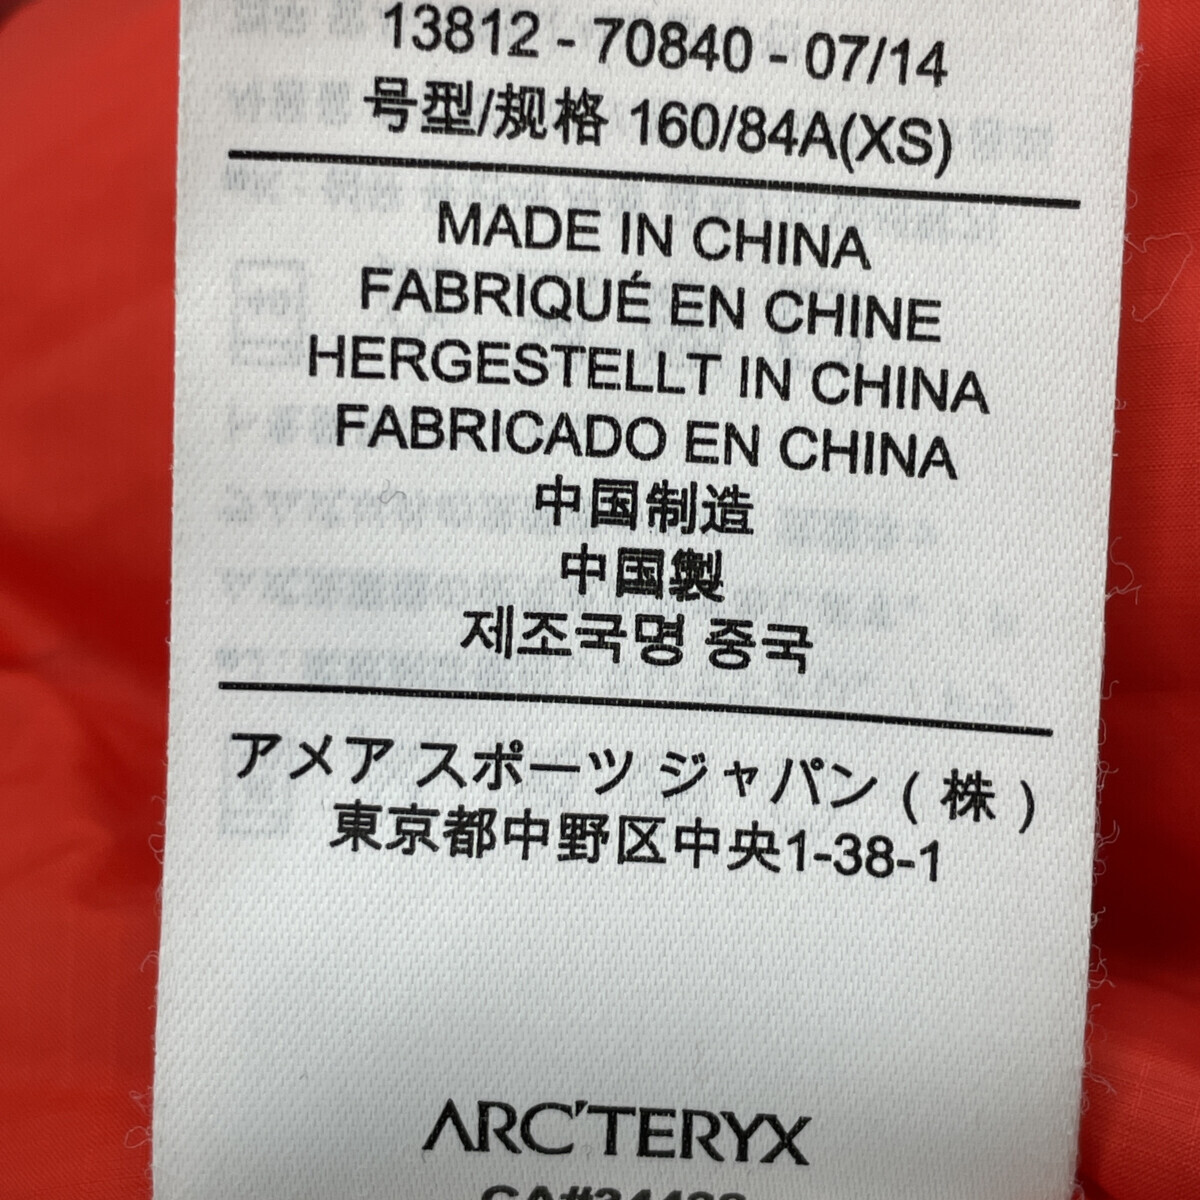 13812 - 70840 - 07/14
号型/规格 160/84A(XS)
MADE IN CHINA
FABRIQUÉ EN CHINE
HERGESTELLT IN CHINA
FABRICADO EN CHINA
中国制造
中国製
제조국명 중국
アメア スポーツ ジャパン ( 株 )
東京都中野区中央1-38-1
ARC'TERYX